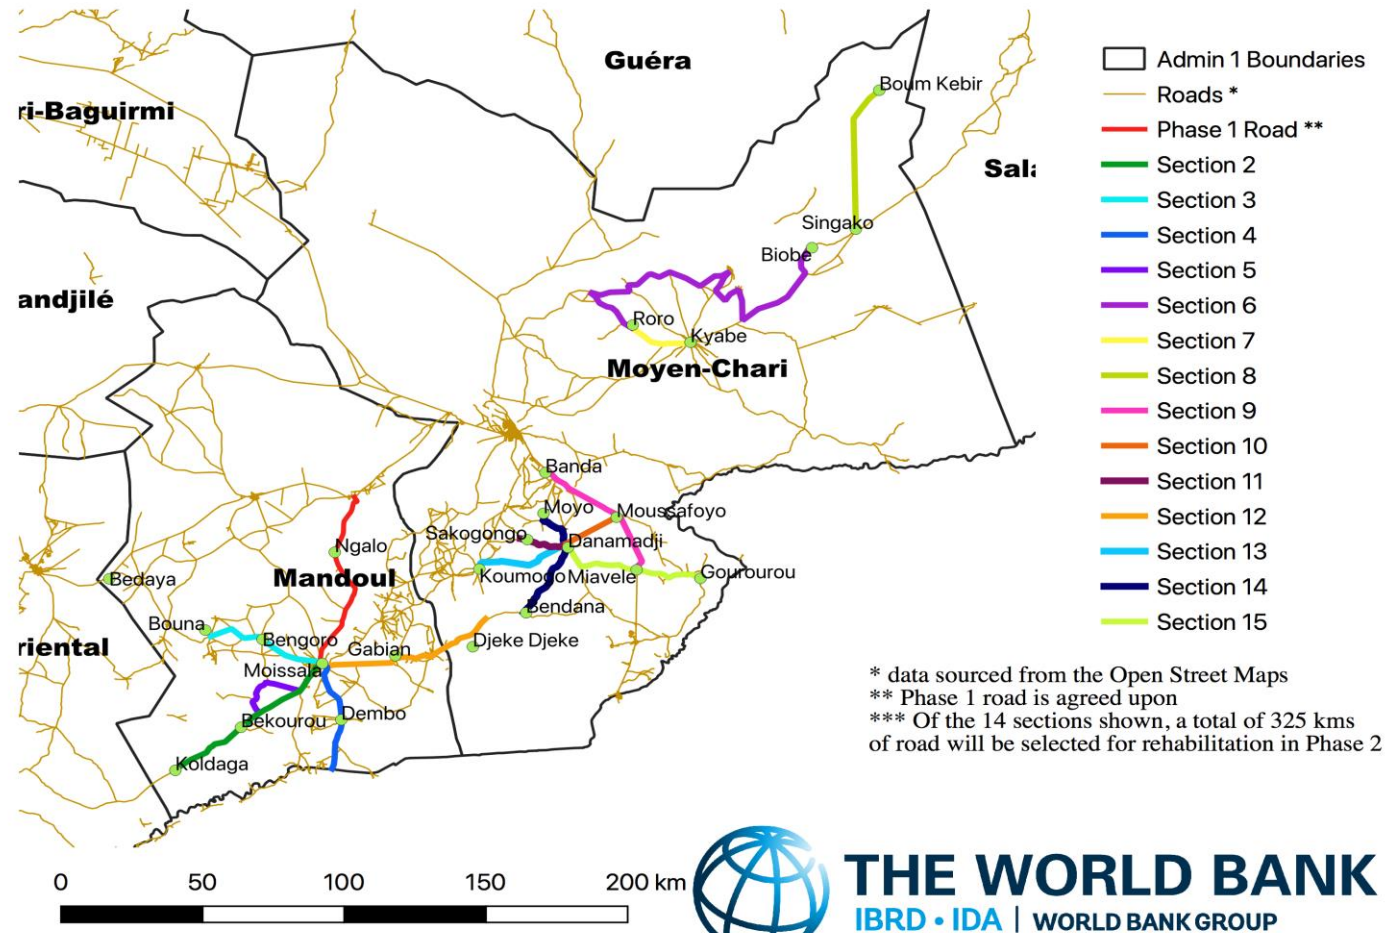 Guéra
ri-Baguirmi
Boum Kebir
Sala
Singako
Biobe
andjilé
Roro
Kyabe
Moyen-Chari
Banda
Moyo
Moussafoyo
Sakogongo
Danamadji
Ngalo
Mandoul
Koumogo
Miavele
Gourourou
Bedaya
Bendana
Bouna
Bengoro
Gabian
Djeke Djeke
riental
Moissala
Bekourou
Dembo
Koldaga
Admin 1 Boundaries
Roads *
Phase 1 Road **
Section 2
Section 3
Section 4
Section 5
Section 6
Section 7
Section 8
Section 9
Section 10
Section 11
Section 12
Section 13
Section 14
Section 15
* data sourced from the Open Street Maps
** Phase 1 road is agreed upon
*** Of the 14 sections shown, a total of 325 kms
of road will be selected for rehabilitation in Phase 2
0 50 100 150 200 km
THE WORLD BANK
IBRD • IDA | WORLD BANK GROUP